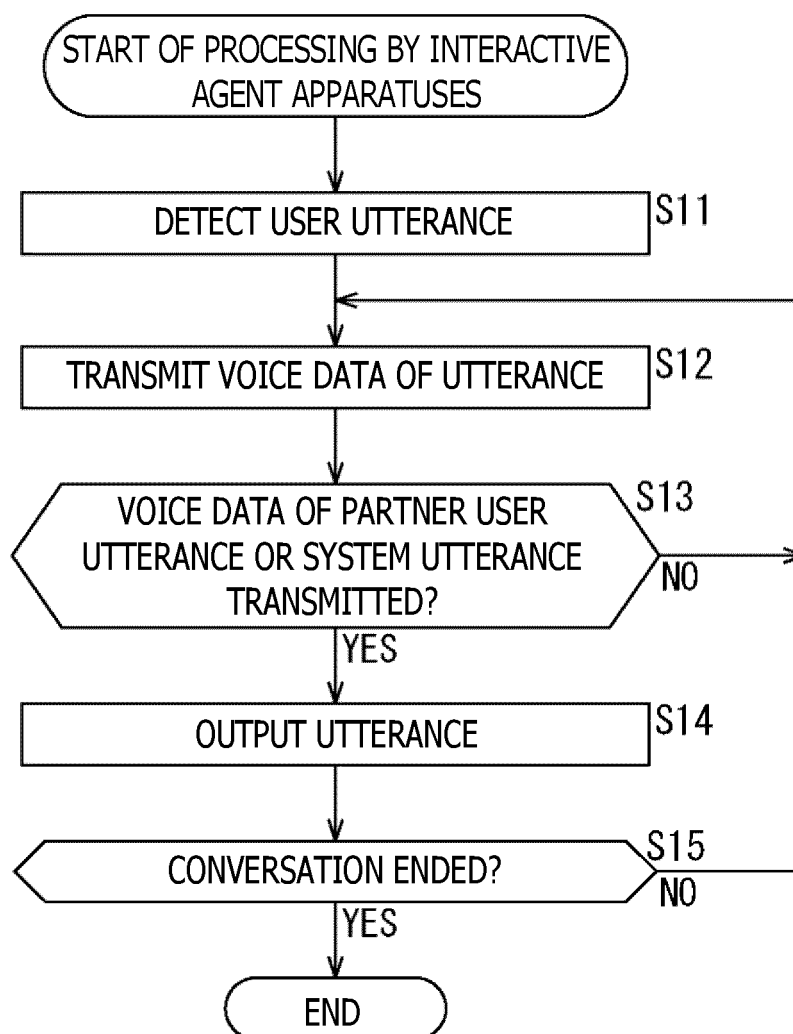 START OF PROCESSING BY INTERACTIVE
AGENT APPARATUSES
DETECT USER UTTERANCE
S11
TRANSMIT VOICE DATA OF UTTERANCE
S12
VOICE DATA OF PARTNER USER
UTTERANCE OR SYSTEM UTTERANCE
TRANSMITTED?
S13
NO
YES
OUTPUT UTTERANCE
S14
CONVERSATION ENDED?
S15
NO
YES
END